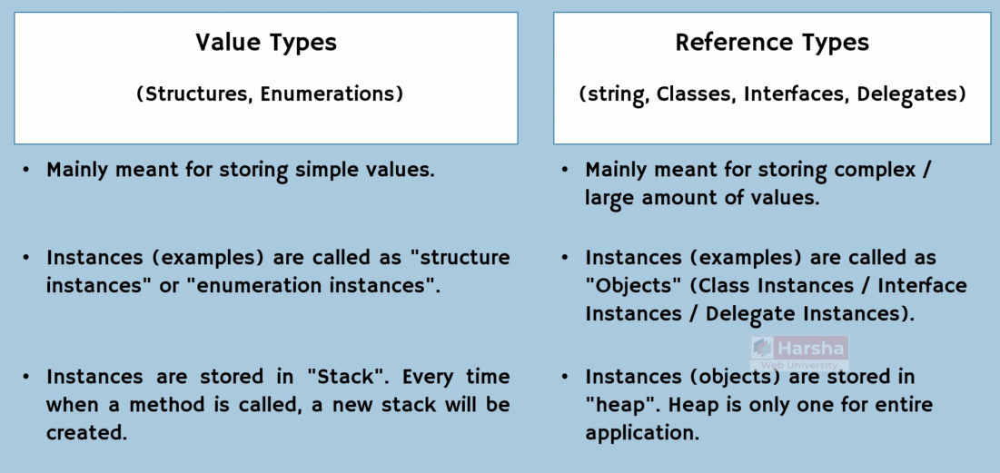 Value Types
(Structures, Enumerations)
• Mainly meant for storing simple values.
• Instances (examples) are called as "structure
instances" or "enumeration instances".
• Instances are stored in "Stack". Every time
when a method is called, a new stack will be
created.
Reference Types
(string, Classes, Interfaces, Delegates)
• Mainly meant for storing complex /
large amount of values.
• Instances (examples) are called as
"Objects" (Class Instances / Interface
Instances / Delegate Instances).
Harsha
Web University
• Instances (objects) are stored in
"heap". Heap is only one for entire
application.